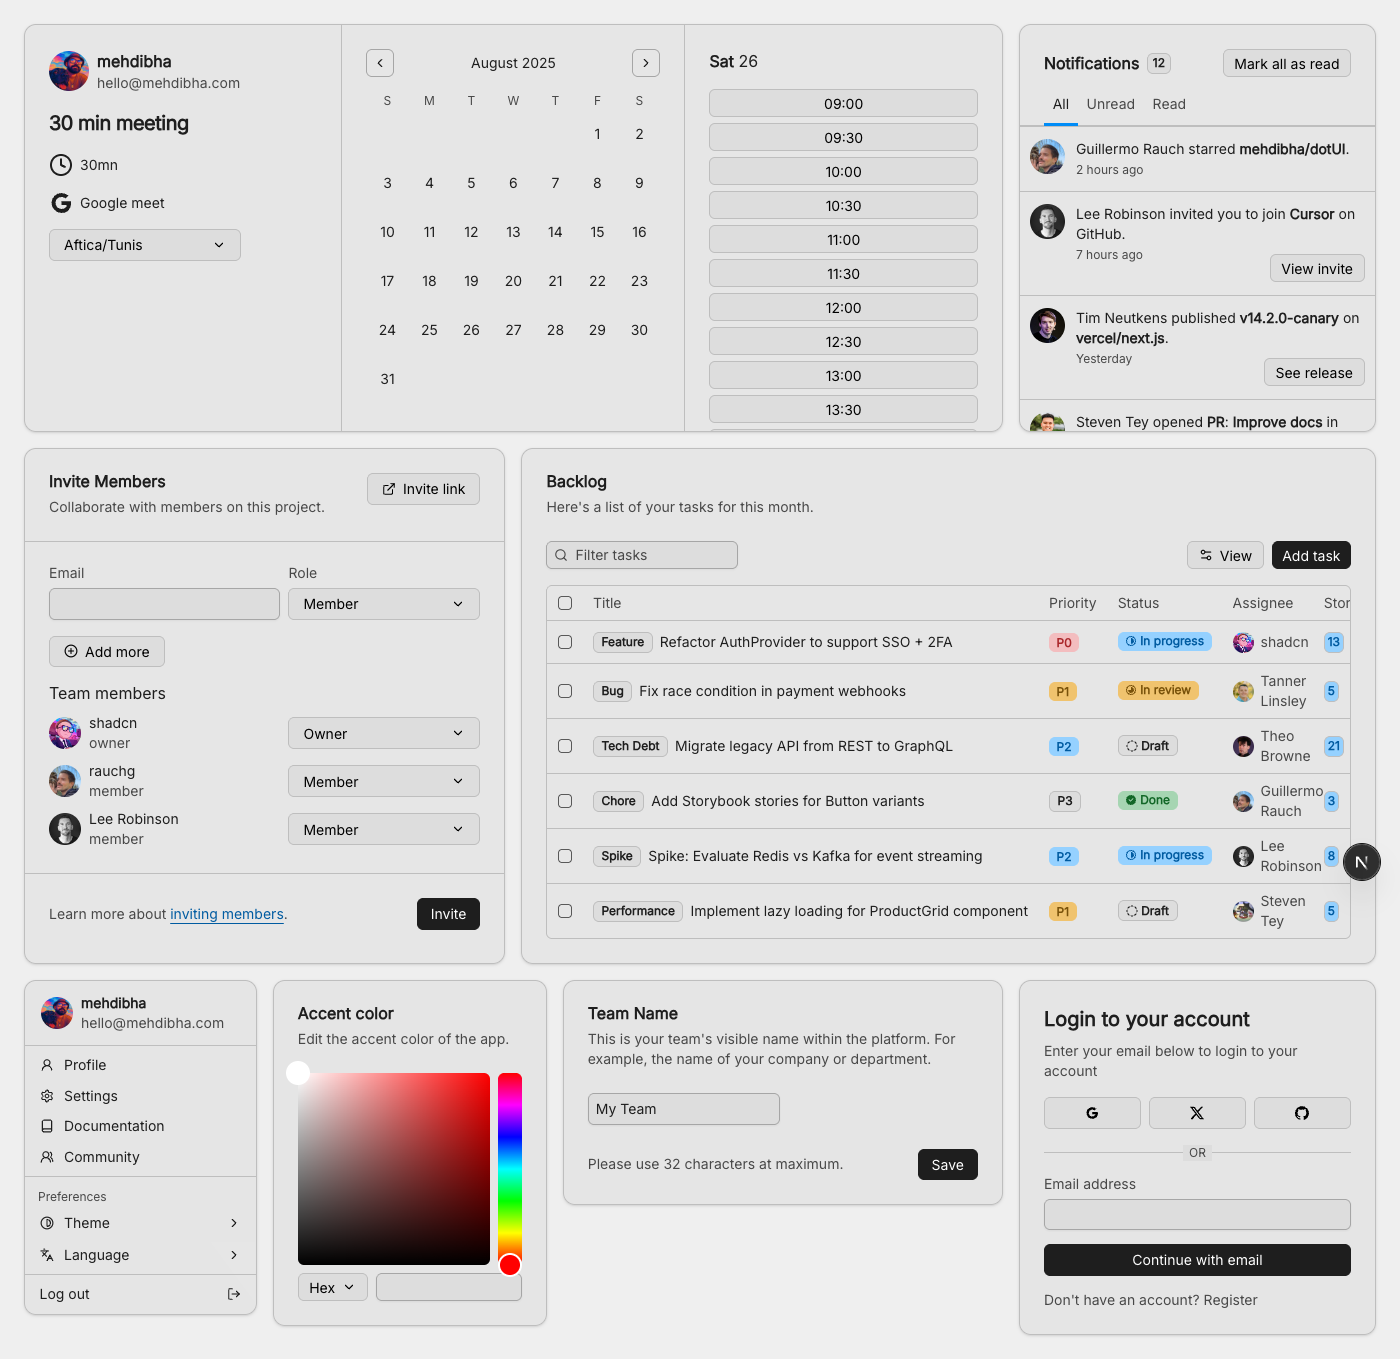 mehdibha
hello@mehdibha.com
30 min meeting
30mn
Google meet
Aftica/Tunis
August 2025
S M T W T F S
1 2
3 4 5 6 7 8 9
10 11 12 13 14 15 16
17 18 19 20 21 22 23
24 25 26 27 28 29 30
31
Sat 26
09:00
09:30
10:00
10:30
11:00
11:30
12:00
12:30
13:00
13:30
Notifications 12
Mark all as read
All Unread Read
Guillermo Rauch starred mehdibha/dotUI.
2 hours ago
Lee Robinson invited you to join Cursor on
GitHub.
7 hours ago
View invite
Tim Neutkens published v14.2.0-canary on
vercel/next.js.
Yesterday
See release
Steven Tey opened PR: Improve docs in
Invite Members
Collaborate with members on this project.
Invite link
Email
Role
Member
Add more
Team members
shadcn
owner
Owner
rauchg
member
Member
Lee Robinson
member
Member
Learn more about inviting members.
Invite
Backlog
Here's a list of your tasks for this month.
Filter tasks
View
Add task
Title Priority Status Assignee Stor
Feature Refactor AuthProvider to support SSO + 2FA P0 In progress shadcn 13
Bug Fix race condition in payment webhooks P1 In review Tanner
Linsley 5
Tech Debt Migrate legacy API from REST to GraphQL P2 Draft Theo
Browne 21
Chore Add Storybook stories for Button variants P3 Done Guillermo
Rauch 3
Spike Spike: Evaluate Redis vs Kafka for event streaming P2 In progress Lee
Robinson 8
Performance Implement lazy loading for ProductGrid component P1 Draft Steven
Tey 5
N
mehdibha
hello@mehdibha.com
Profile
Settings
Documentation
Community
Preferences
Theme
Language
Log out
Accent color
Edit the accent color of the app.
Hex
Team Name
This is your team's visible name within the platform. For
example, the name of your company or department.
My Team
Please use 32 characters at maximum.
Save
Login to your account
Enter your email below to login to your
account
OR
Email address
Continue with email
Don't have an account? Register